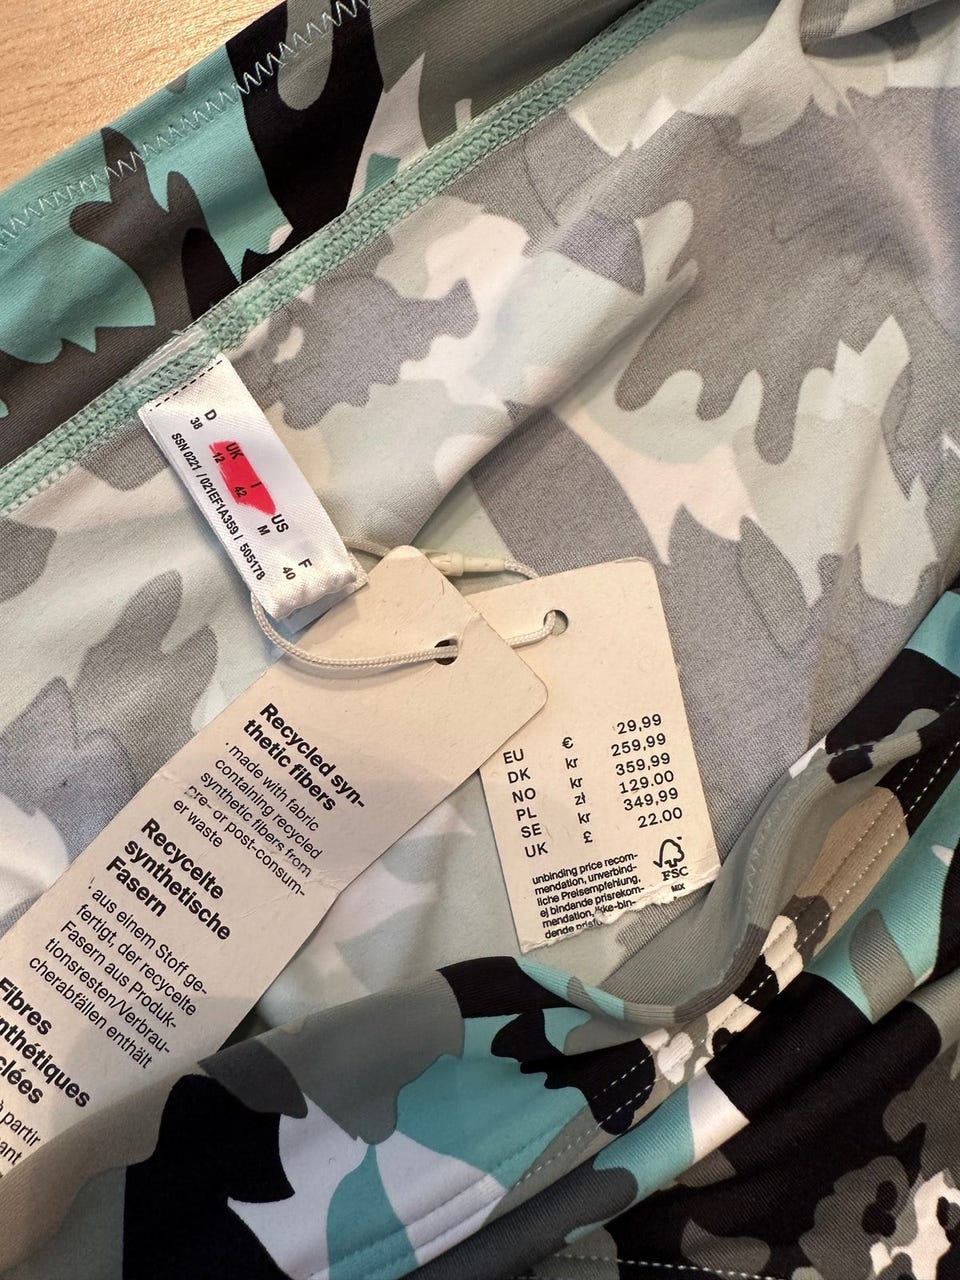 D
38
UK
12
I
42
US
M
F
40
SSN 0221 / 021EF1A359 | 505178
Recycled syn-
thetic fibers
· made with fabric
containing recycled
synthetic fibers from
pre- or post-consum-
er waste
Recycelte
synthetische
Fasern
· aus einem Stoff ge-
fertigt, der recycelte
Fasern aus Produk-
tionsresten/Verbrau-
cherabfällen enthält
Fibres
à partir
EU € 29,99
DK kr 259,99
NO kr 359,99
PL zł 129.00
SE kr 349,99
UK £ 22.00
unbinding price recom-
mendation, unverbind-
liche Preisempfehlung,
ej bindande prisrekom-
mendation, ikke-bin-
dende
FSC
MIX